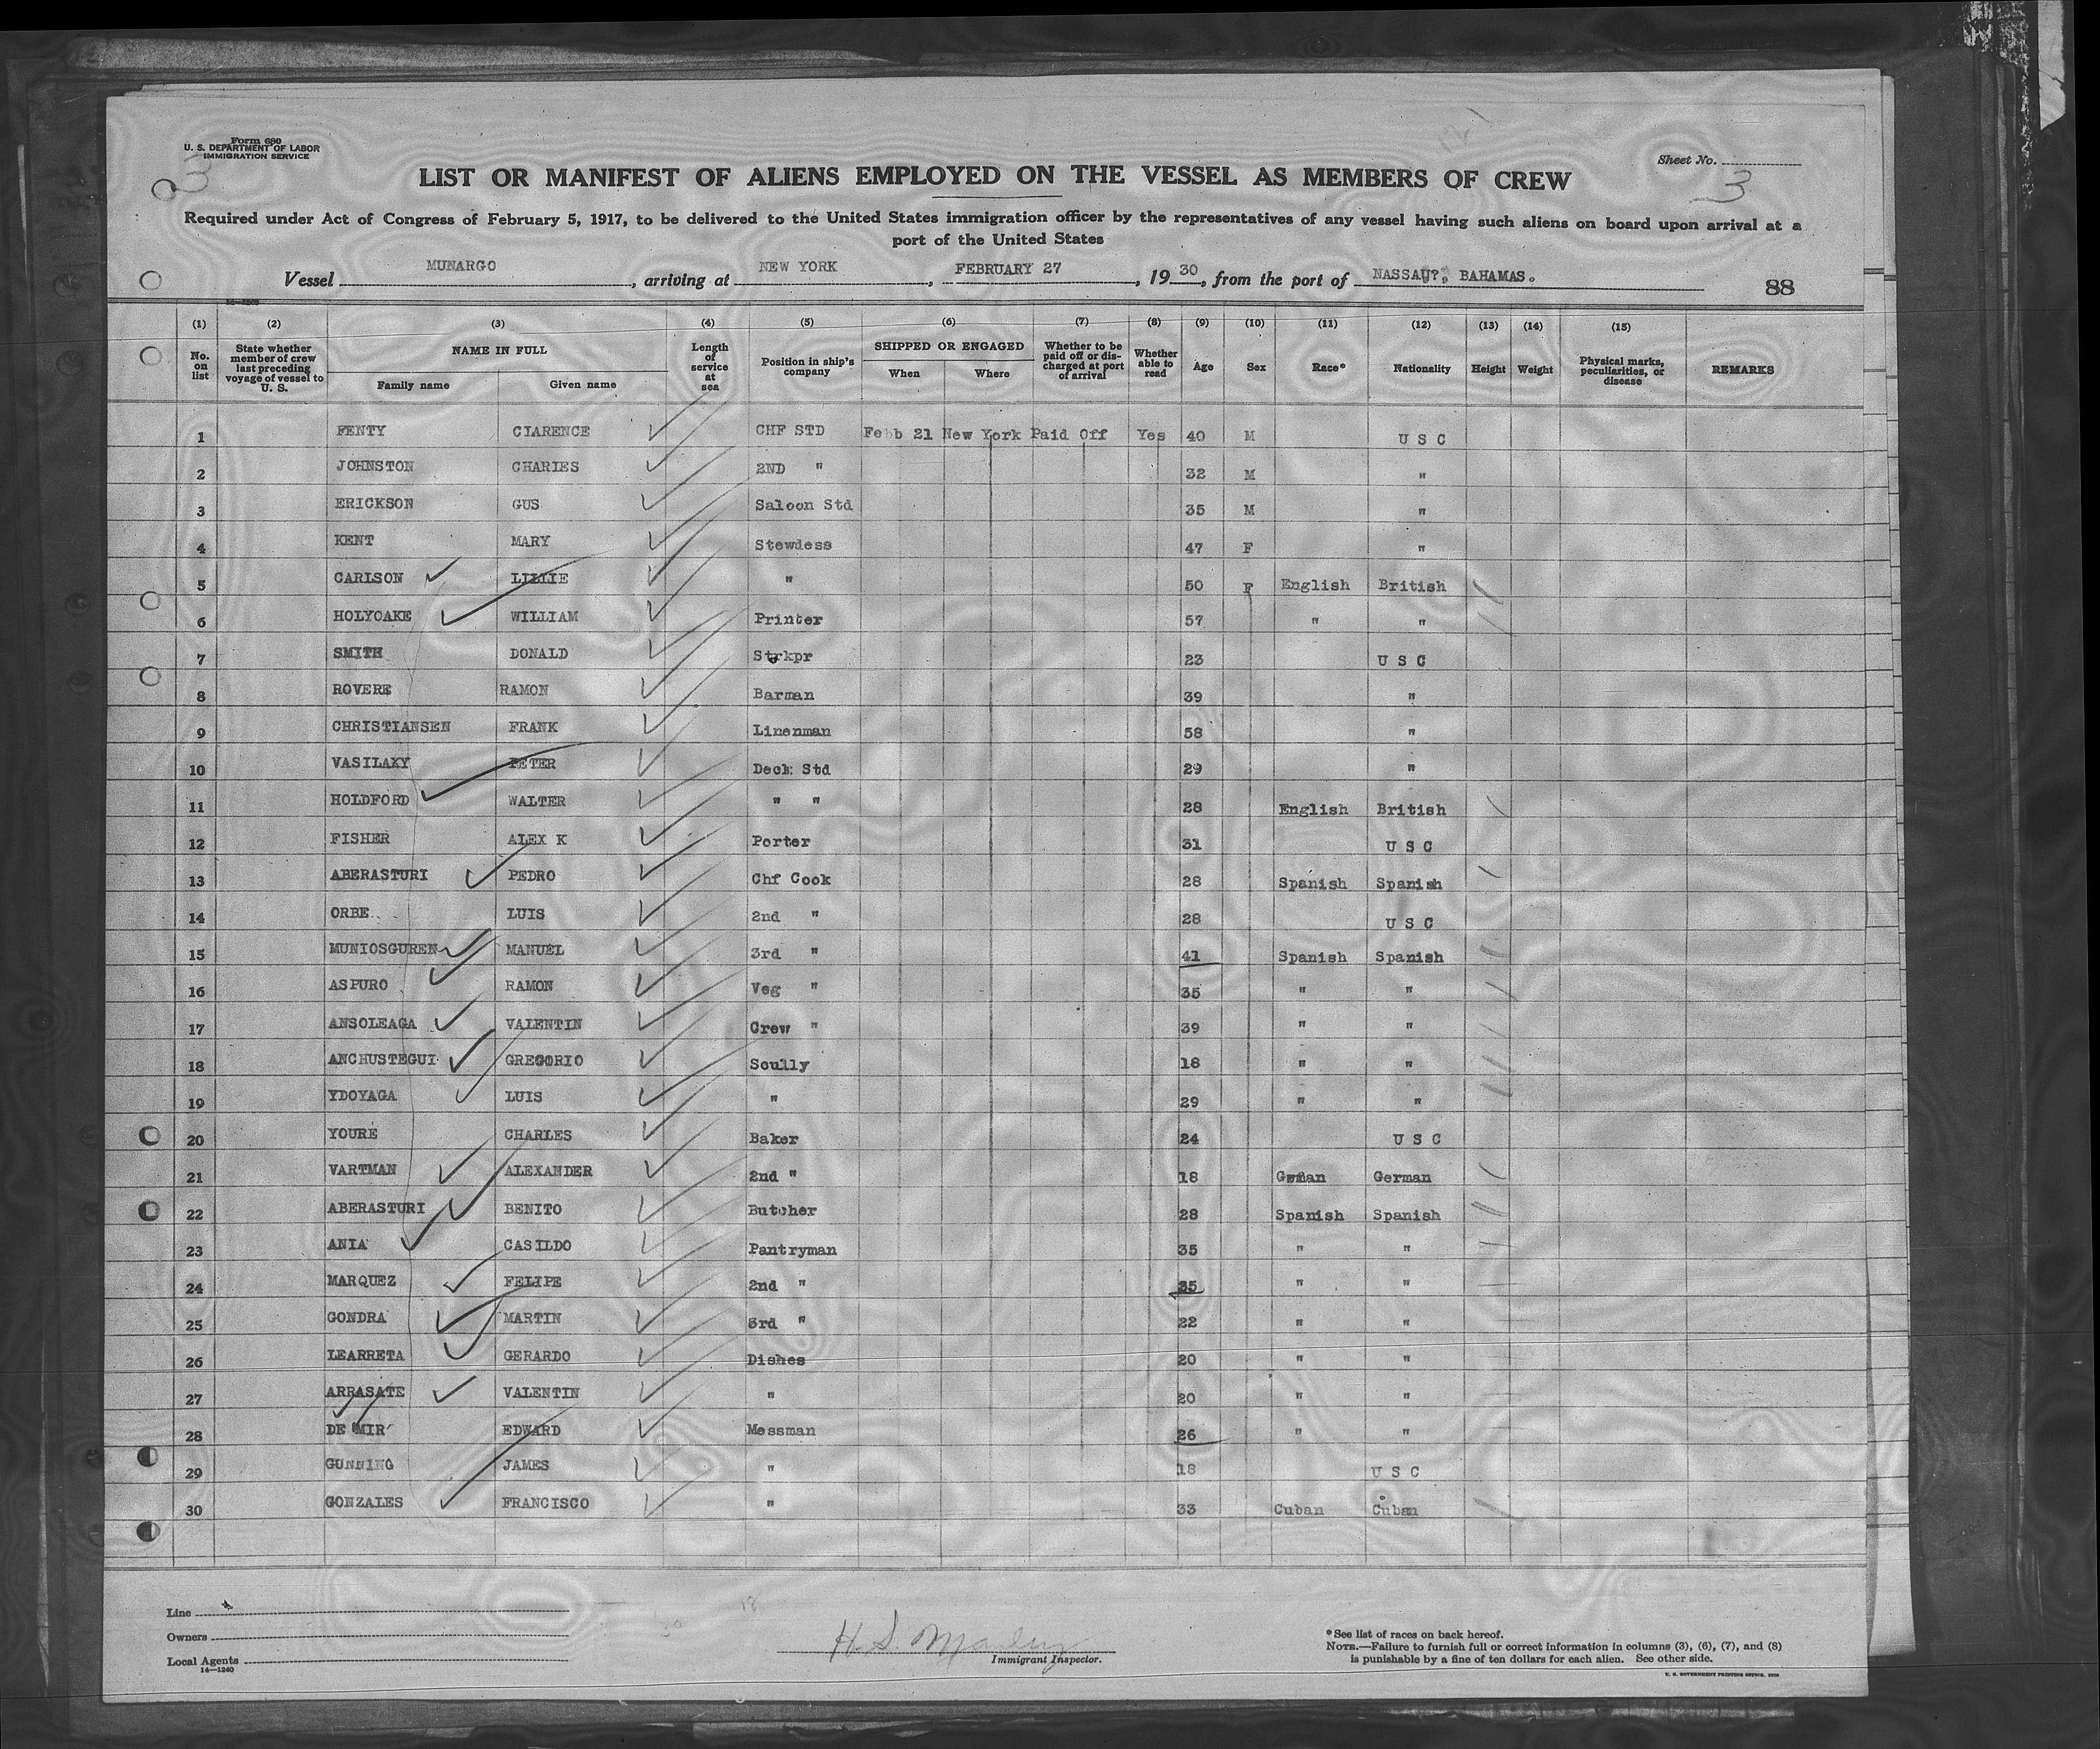 Form 680
U. S. DEPARTMENT OF LABOR
IMMIGRATION SERVICE
Sheet No.
3
3
LIST OR MANIFEST OF ALIENS EMPLOYED ON THE VESSEL AS MEMBERS OF CREW
Required under Act of Congress of February 5, 1917, to be delivered to the United States immigration officer by the representatives of any vessel having such aliens on board upon arrival at a
port of the United States
Vessel MUNARGO, arriving at NEW YORK, FEBRUARY 27, 1930, from the port of NASSAU?, BAHAMAS.
88
(1) (2) (3) (4) (5) (6) (7) (8) (9) (10) (11) (12) (13) (14) (15)
No. on list State whether member of crew last preceding voyage of vessel to U. S. NAME IN FULL Family name Given name Length of service at sea Position in ship's company SHIPPED OR ENGAGED When Where Whether to be paid off or discharged at port of arrival Whether able to read Age Sex Race* Nationality Height Weight Physical marks, peculiarities, or disease REMARKS
1 FENTY CIARENCE CHF STD Febb 21 New York Paid Off Yes 40 M U S C
2 JOHNSTON CHARIES 2ND " 32 M "
3 ERICKSON GUS Saloon Std 35 M "
4 KENT MARY Stewdess 47 F "
5 CARISON LILLIE " 50 F English British
6 HOLYOAKE WILLIAM Printer 57 " "
7 SMITH DONALD Strkpr 23 U S C
8 ROVERE RAMON Barman 39 "
9 CHRISTIANSEN FRANK Linenman 58 "
10 VASILAKY PETER Deck Std 29 "
11 HOLDFORD WALTER " " 28 English British
12 FISHER ALEX K Porter 31 U S C
13 ABERASTURI PEDRO Chf Cook 28 Spanish Spanish
14 ORBE LUIS 2nd " 28 U S C
15 MUNIOSGUREN MANUEL 3rd " 41 Spanish Spanish
16 ASPURO RAMON Veg " 35 " "
17 ANSOLEAGA VALENTIN Crew " 39 " "
18 ANCHUSTEGUI GREGORIO Scully 18 " "
19 YDOYAGA LUIS " 29 " "
20 YOURE CHARLES Baker 24 U S C
21 VARTMAN ALEXANDER 2nd " 18 German German
22 ABERASTURI BENITO Butcher 28 Spanish Spanish
23 ANIA CASILDO Pantryman 35 " "
24 MARQUEZ FELIPE 2nd " 35 " "
25 GONDRA MARTIN 3rd " 22 " "
26 LEARRETA GERARDO Dishes 20 " "
27 ARRASATE VALENTIN " 20 " "
28 DE MIR EDWARD Messman 26 " "
29 GUNNING JAMES " 18 U S C
30 GONZALES FRANCISCO " 33 Cuban Cuban
Line
Owners
Local Agents
14—1240
H. S.
Immigrant Inspector.
*See list of races on back hereof.
NOTE.—Failure to furnish full or correct information in columns (3), (6), (7), and (8)
is punishable by a fine of ten dollars for each alien. See other side.
U. S. GOVERNMENT PRINTING OFFICE